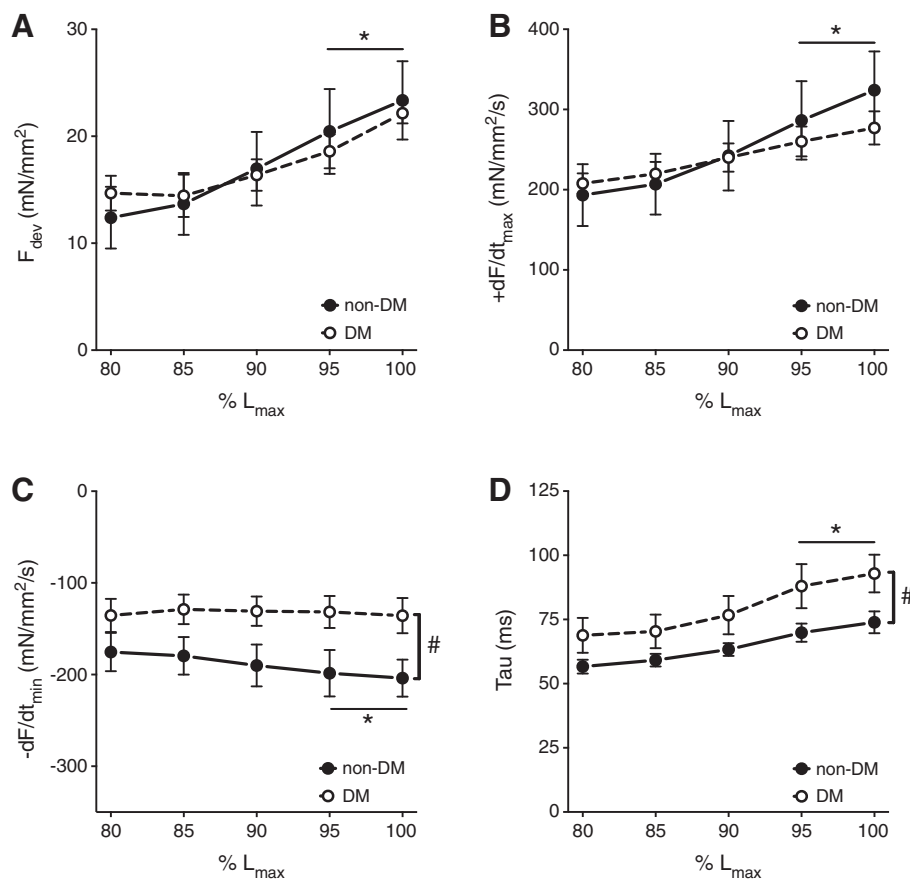 A
30
20
10
0
F_dev (mN/mm²)
*
non-DM
DM
80 85 90 95 100
% L_max
B
400
300
200
100
0
+dF/dt_max (mN/mm²/s)
*
non-DM
DM
80 85 90 95 100
% L_max
C
0
-100
-200
-300
-dF/dt_min (mN/mm²/s)
#
*
non-DM
DM
80 85 90 95 100
% L_max
D
125
100
75
50
25
0
Tau (ms)
*
#
non-DM
DM
80 85 90 95 100
% L_max